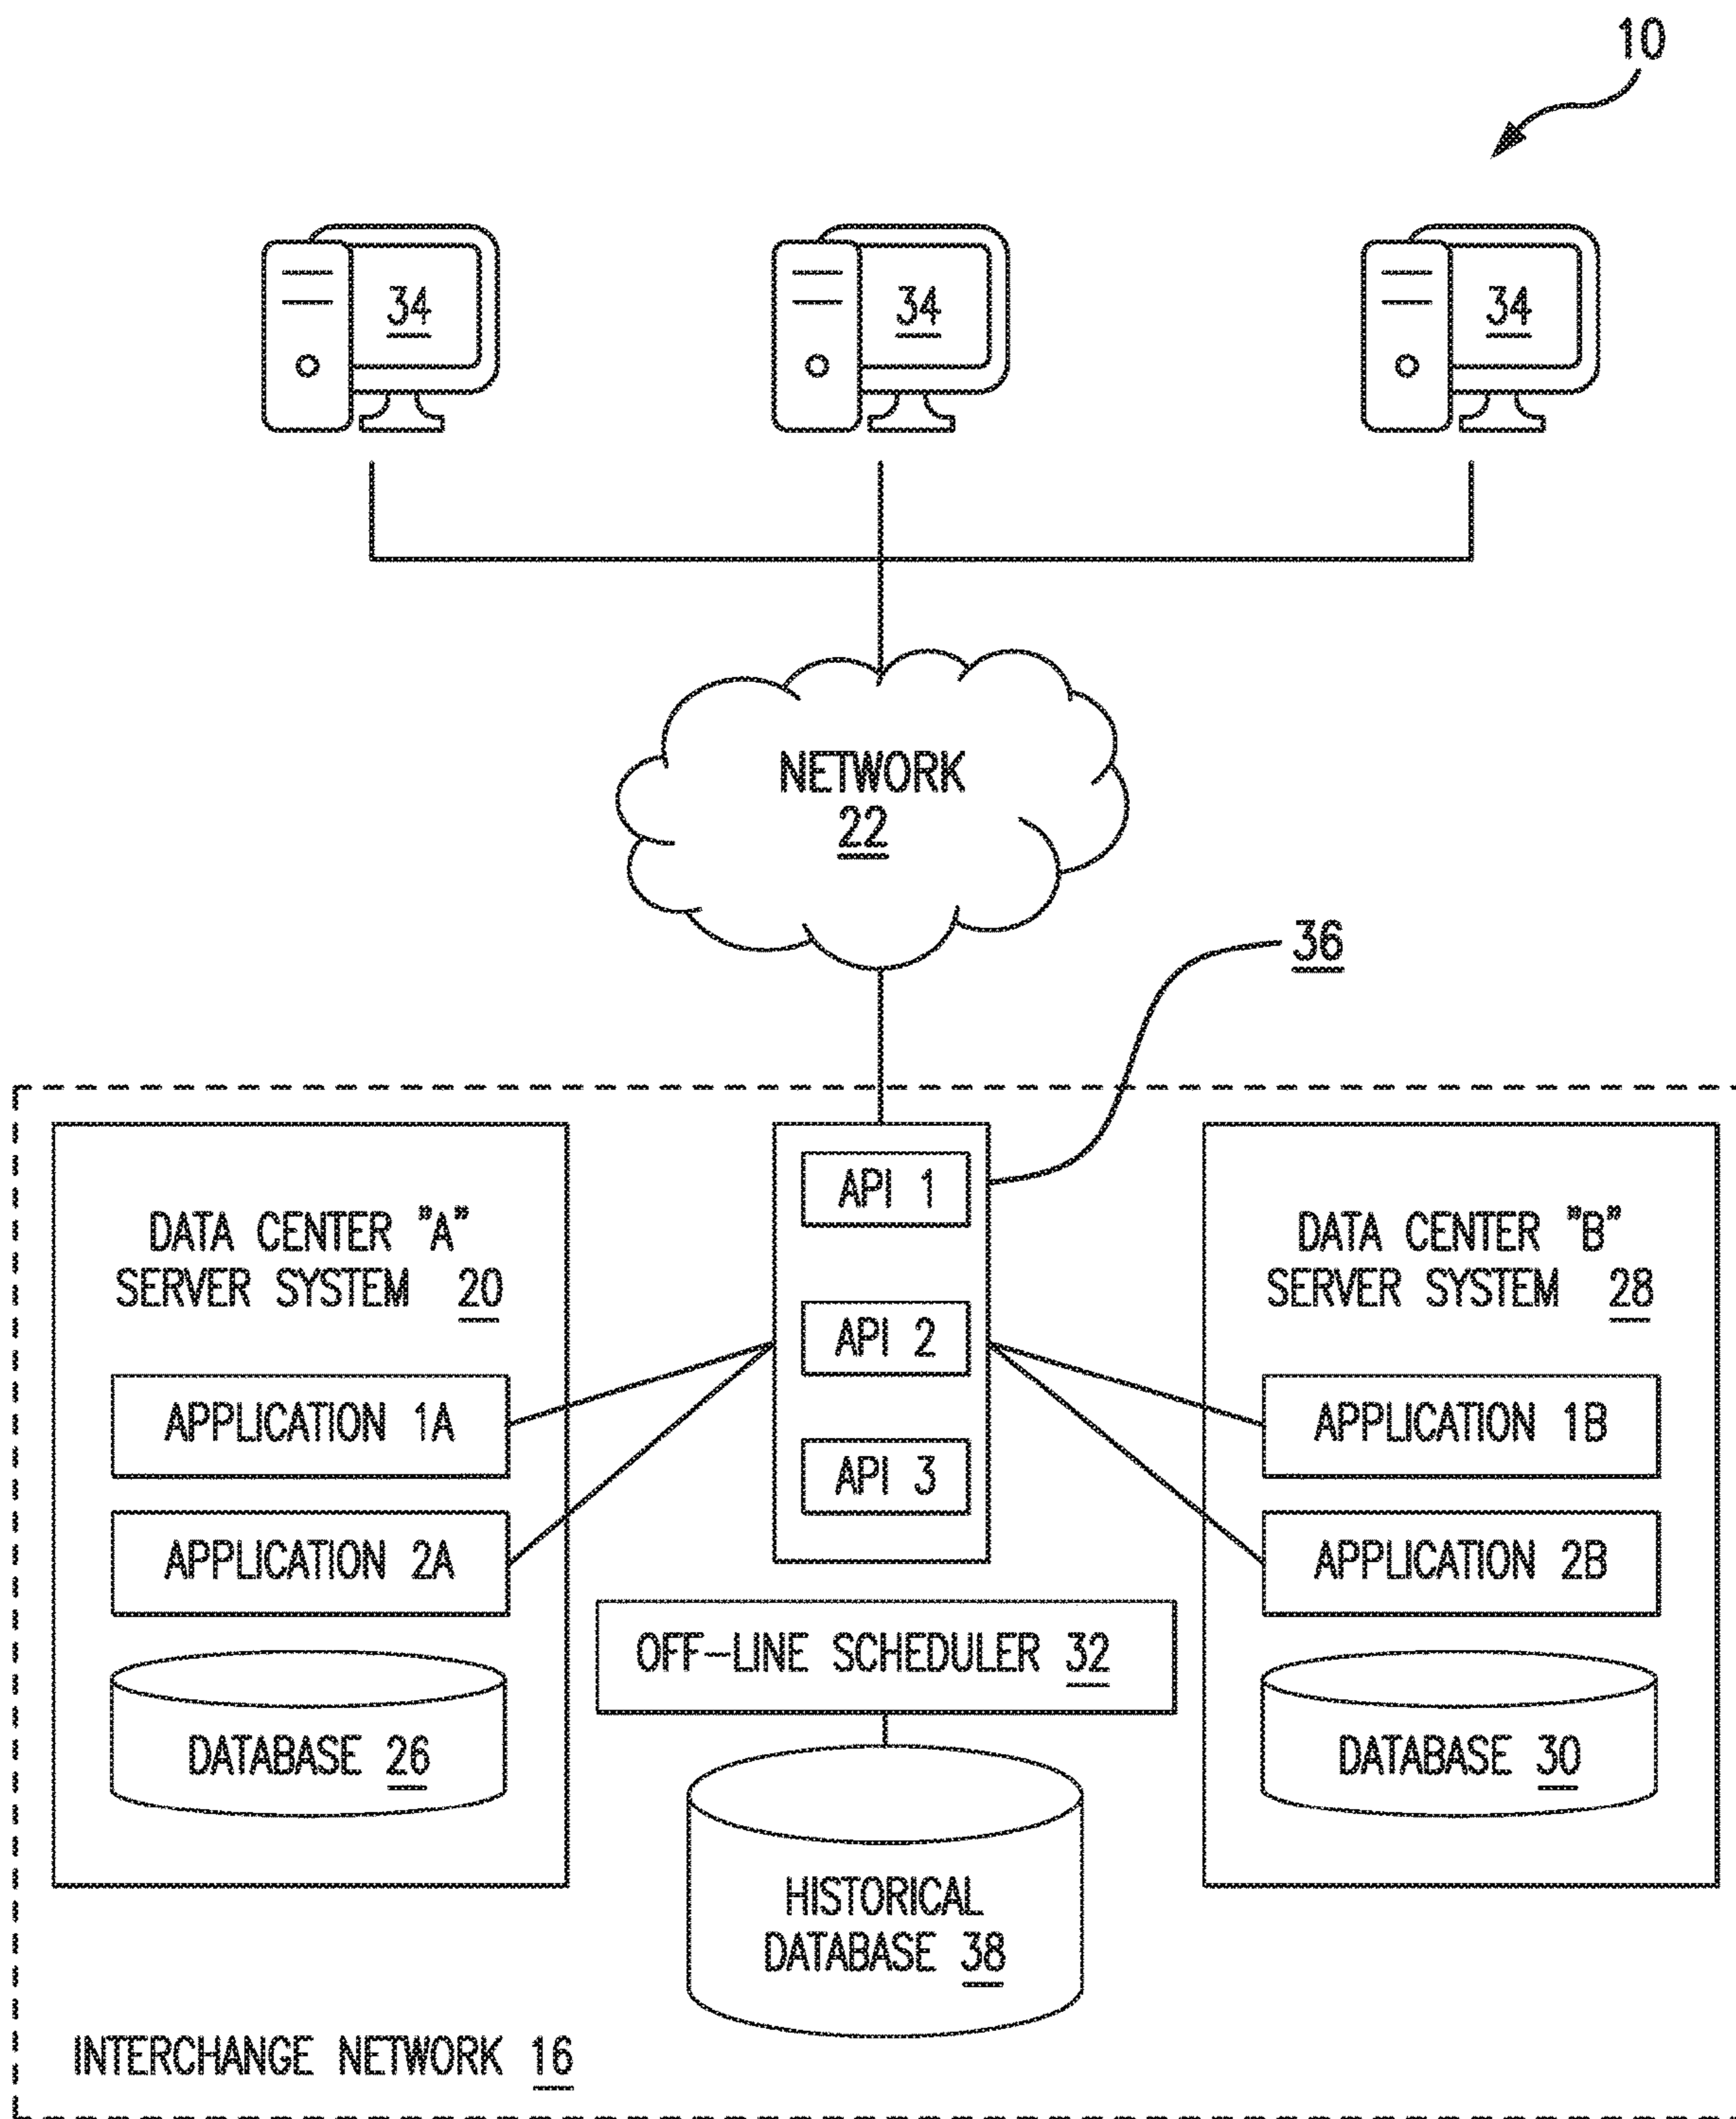 10
34
34
34
NETWORK
22
36
DATA CENTER "A"
SERVER SYSTEM 20
APPLICATION 1A
APPLICATION 2A
DATABASE 26
API 1
API 2
API 3
OFF-LINE SCHEDULER 32
HISTORICAL
DATABASE 38
DATA CENTER "B"
SERVER SYSTEM 28
APPLICATION 1B
APPLICATION 2B
DATABASE 30
INTERCHANGE NETWORK 16